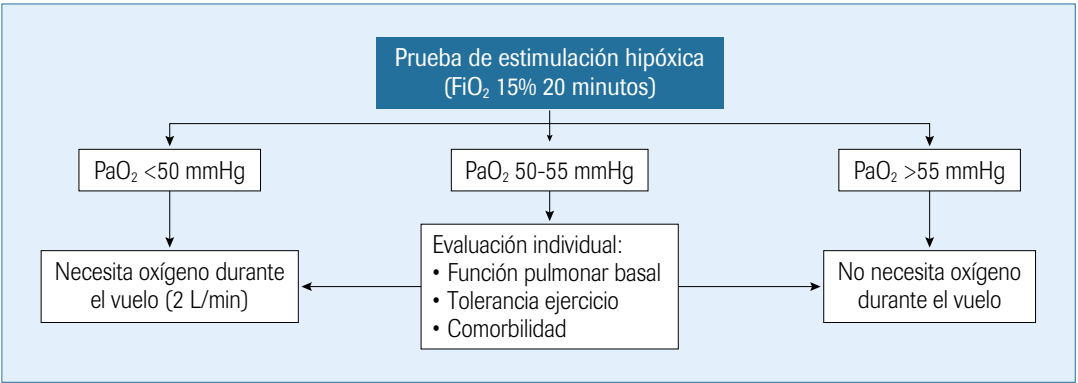 Prueba de estimulación hipóxica
(FiO₂ 15% 20 minutos)
PaO₂ <50 mmHg
PaO₂ 50-55 mmHg
PaO₂ >55 mmHg
Necesita oxígeno durante
el vuelo (2 L/min)
Evaluación individual:
• Función pulmonar basal
• Tolerancia ejercicio
• Comorbilidad
No necesita oxígeno
durante el vuelo